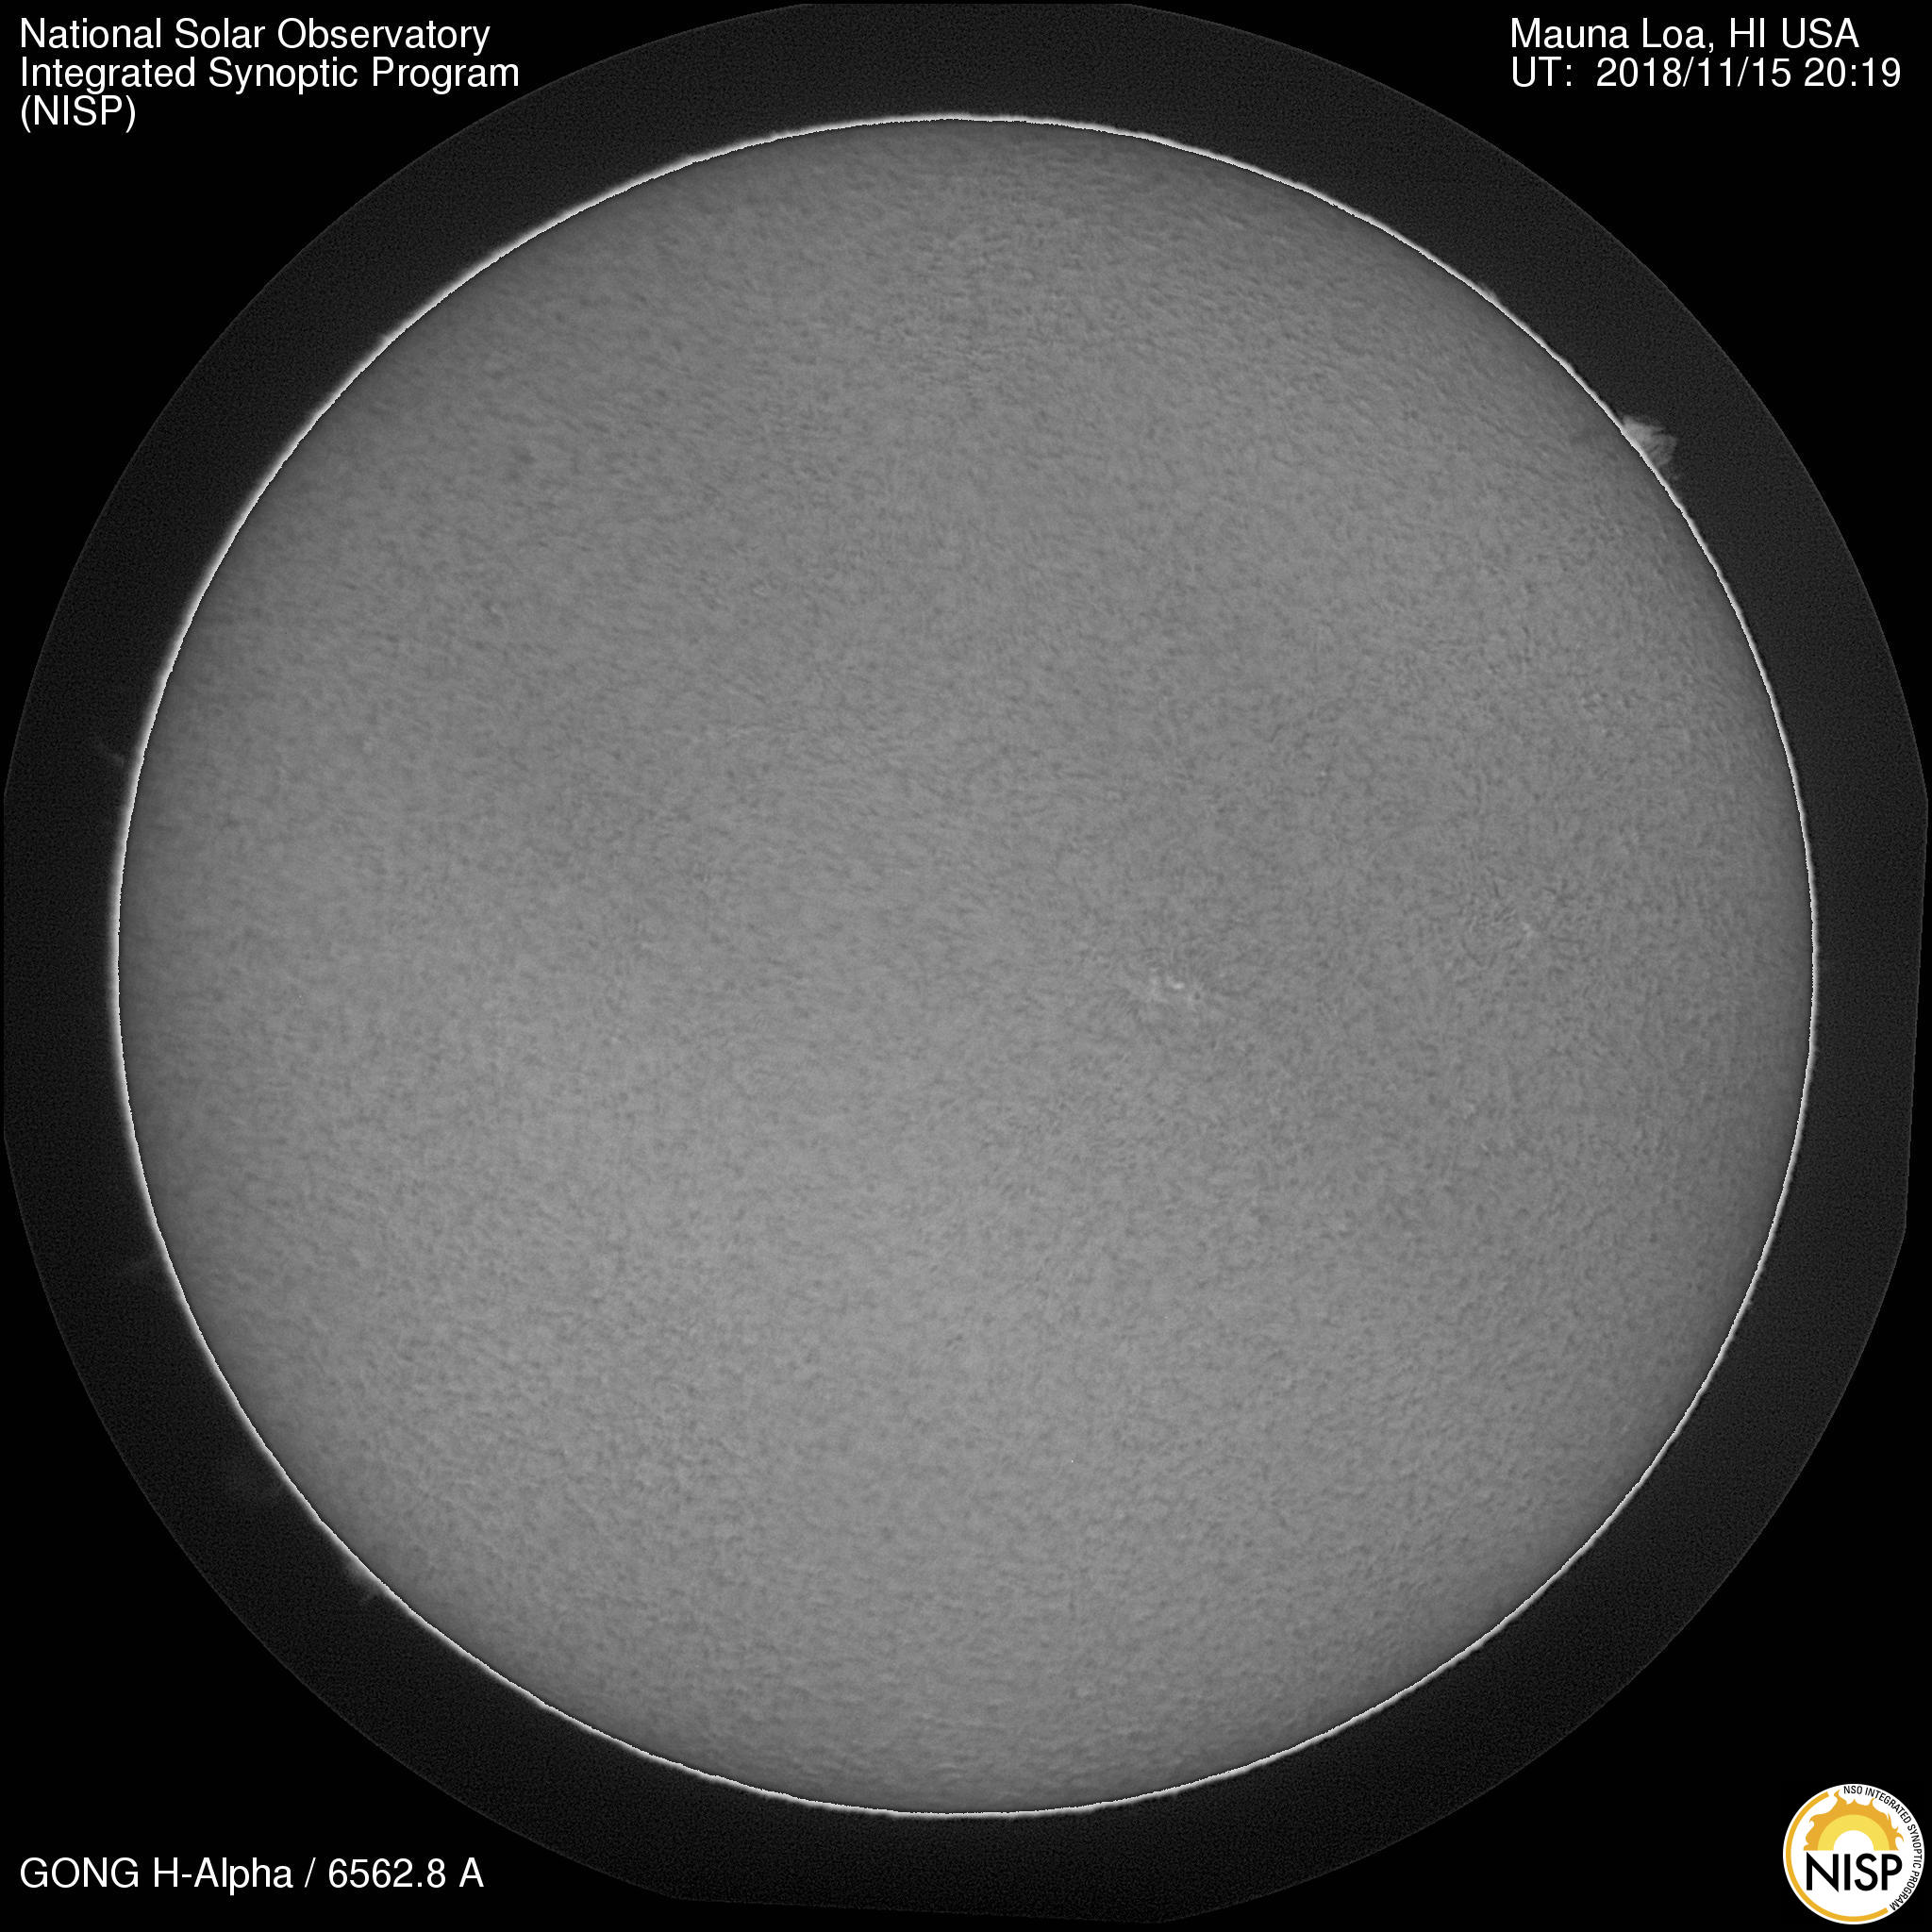 National Solar Observatory
Integrated Synoptic Program
(NISP)
Mauna Loa, HI USA
UT: 2018/11/15 20:19
GONG H-Alpha / 6562.8 A
NSO INTEGRATED SYNOPTIC PROGRAM
NISP